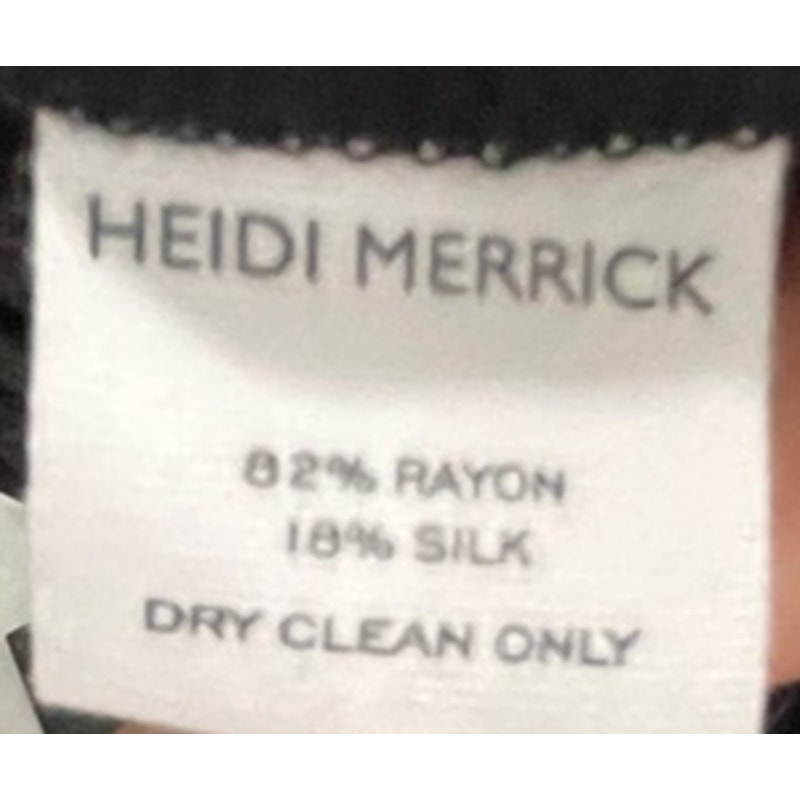 HEIDI MERRICK
82% RAYON
18% SILK
DRY CLEAN ONLY